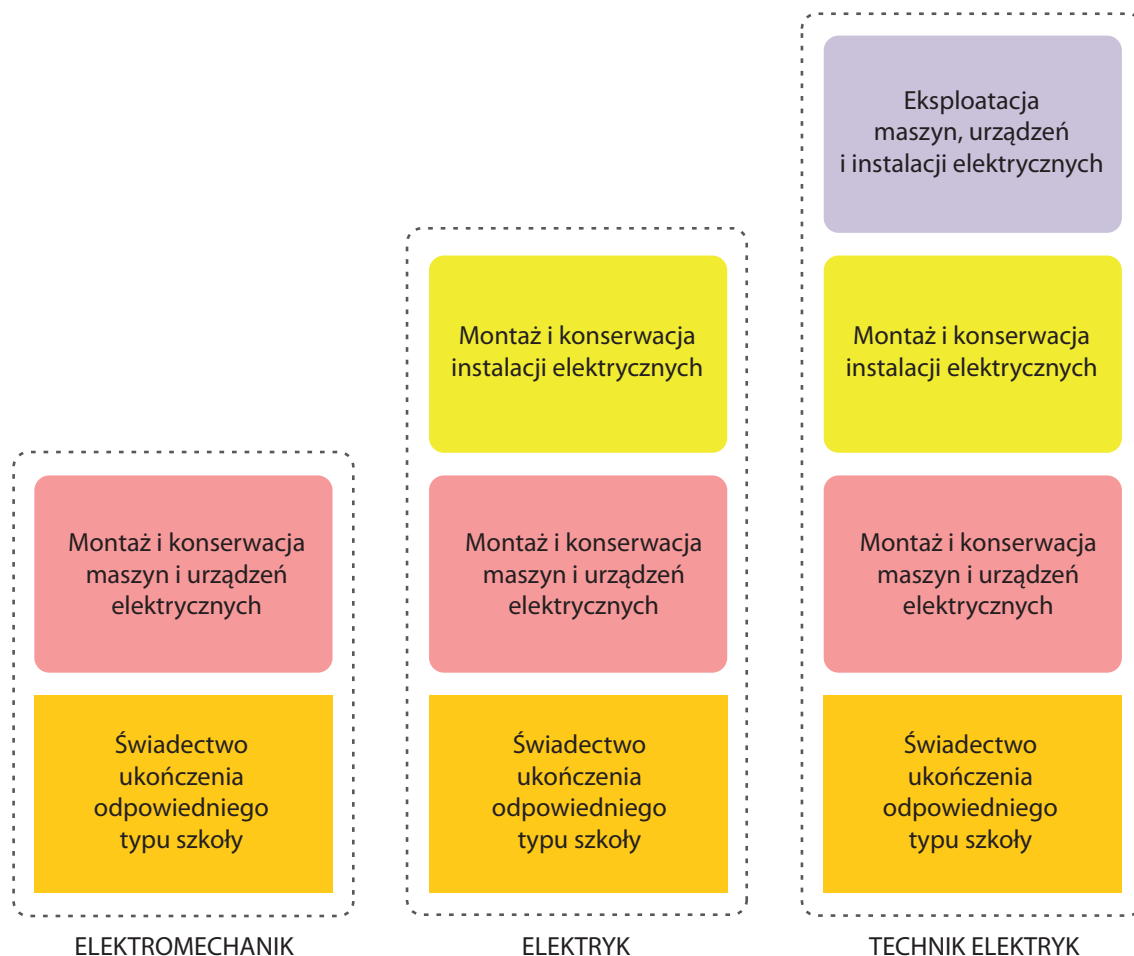 Eksploatacja
maszyn, urządzeń
i instalacji elektrycznych
Montaż i konserwacja
instalacji elektrycznych
Montaż i konserwacja
instalacji elektrycznych
Montaż i konserwacja
maszyn i urządzeń
elektrycznych
Montaż i konserwacja
maszyn i urządzeń
elektrycznych
Montaż i konserwacja
maszyn i urządzeń
elektrycznych
Świadectwo
ukończenia
odpowiedniego
typu szkoły
Świadectwo
ukończenia
odpowiedniego
typu szkoły
Świadectwo
ukończenia
odpowiedniego
typu szkoły
ELEKTROMECHANIK
ELEKTRYK
TECHNIK ELEKTRYK